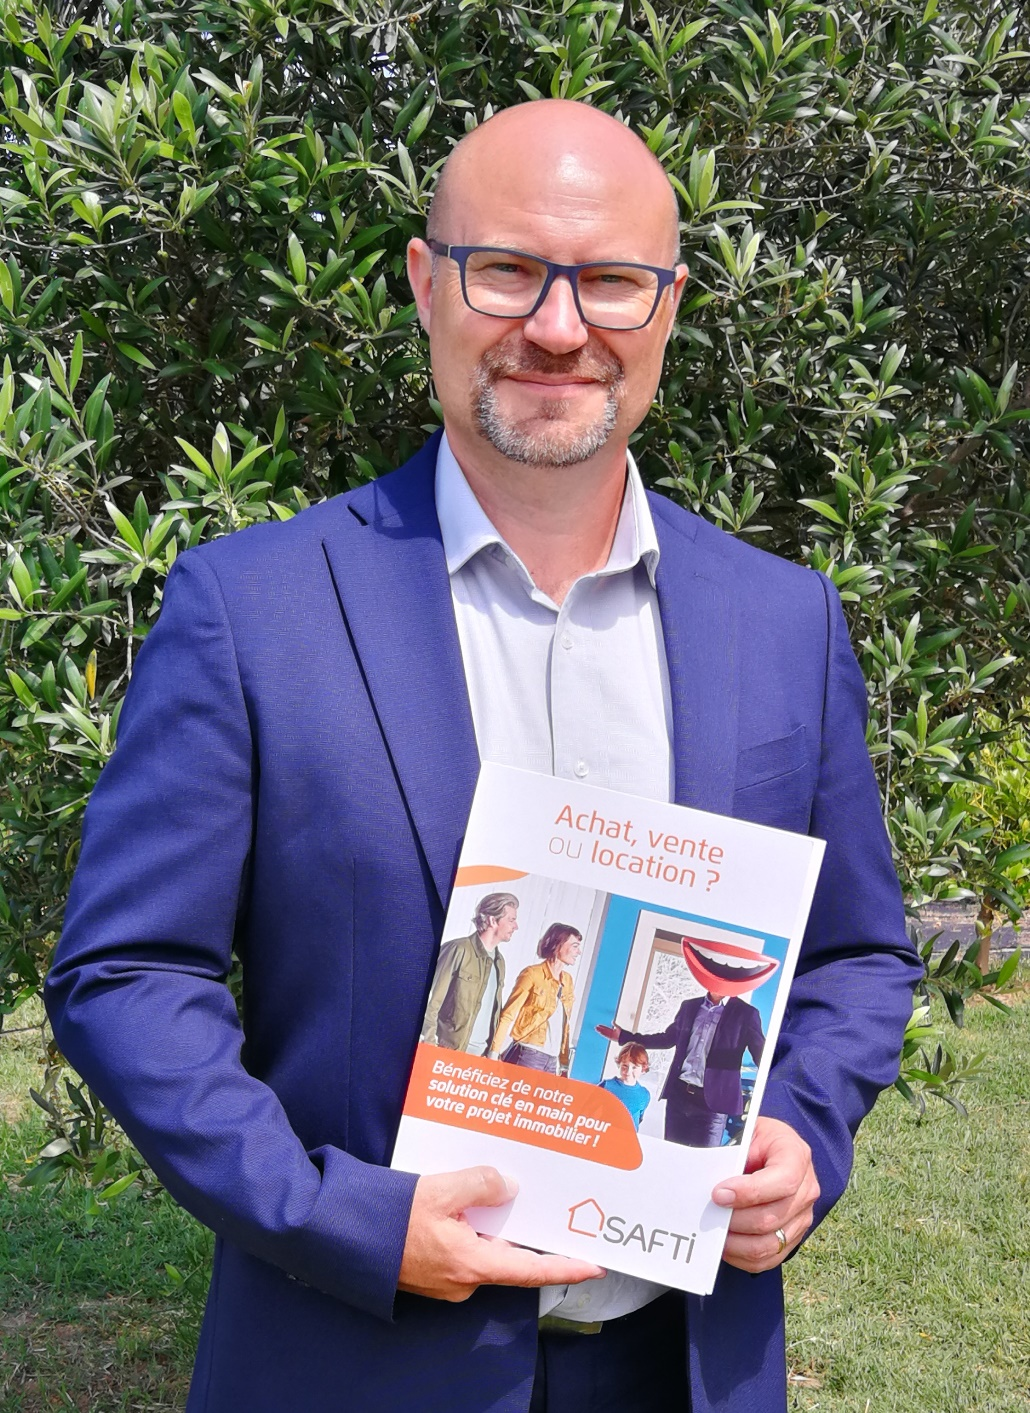 Achat, vente
ou location ?
Bénéficiez de notre
solution clé en main pour
votre projet immobilier !
SAFTi